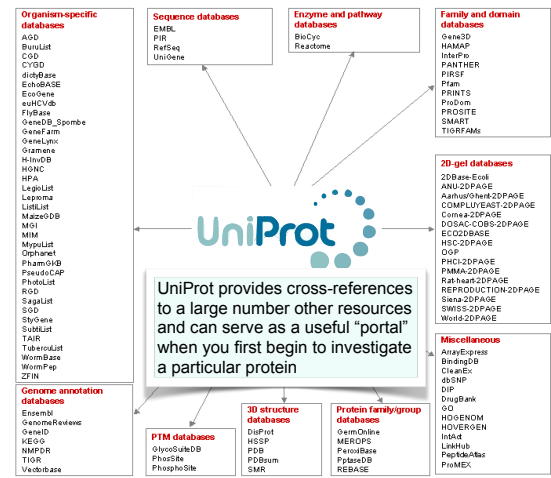 Organism-specific
databases
AGD
BuruList
CGD
CYGD
dictyBase
EchoBASE
EcoGene
euHCVdb
FlyBase
GeneDB_Spombe
GeneFarm
GeneLynx
Gramene
H-InvDB
HGNC
HPA
LegioList
Leproma
ListiList
MaizeGDB
MGI
MIM
MypuList
Orphanet
PharmGKB
PseudoCAP
PhotoList
RGD
SagaList
SGD
StyGene
SubtiList
TAIR
TubercuList
WormBase
WormPep
ZFIN
Sequence databases
EMBL
PIR
RefSeq
UniGene
Enzyme and pathway
databases
BioCyc
Reactome
Family and domain
databases
Gene3D
HAMAP
InterPro
PANTHER
PIRSF
Pfam
PRINTS
ProDom
PROSITE
SMART
TIGRFAMs
2D-gel databases
2DBase-Ecoli
ANU-2DPAGE
Aarhus/Ghent-2DPAGE
COMPLUYEAST-2DPAGE
Cornea-2DPAGE
DOSAC-COBS-2DPAGE
ECO2DBASE
HSC-2DPAGE
OGP
PHCI-2DPAGE
PMMA-2DPAGE
Rat-heart-2DPAGE
REPRODUCTION-2DPAGE
Siena-2DPAGE
SWISS-2DPAGE
World-2DPAGE
UniProt
UniProt provides cross-references
to a large number other resources
and can serve as a useful “portal”
when you first begin to investigate
a particular protein
Miscellaneous
ArrayExpress
BindingDB
CleanEx
dbSNP
DIP
DrugBank
GO
HOGENOM
HOVERGEN
IntAct
LinkHub
PeptideAtlas
ProMEX
Genome annotation
databases
Ensembl
GenomeReviews
GeneID
KEGG
NMPDR
TIGR
Vectorbase
PTM databases
GlycoSuiteDB
PhosSite
PhosphoSite
3D structure
databases
DisProt
HSSP
PDB
PDBsum
SMR
Protein family/group
databases
GermOnline
MEROPS
PeroxiBase
PptaseDB
REBASE